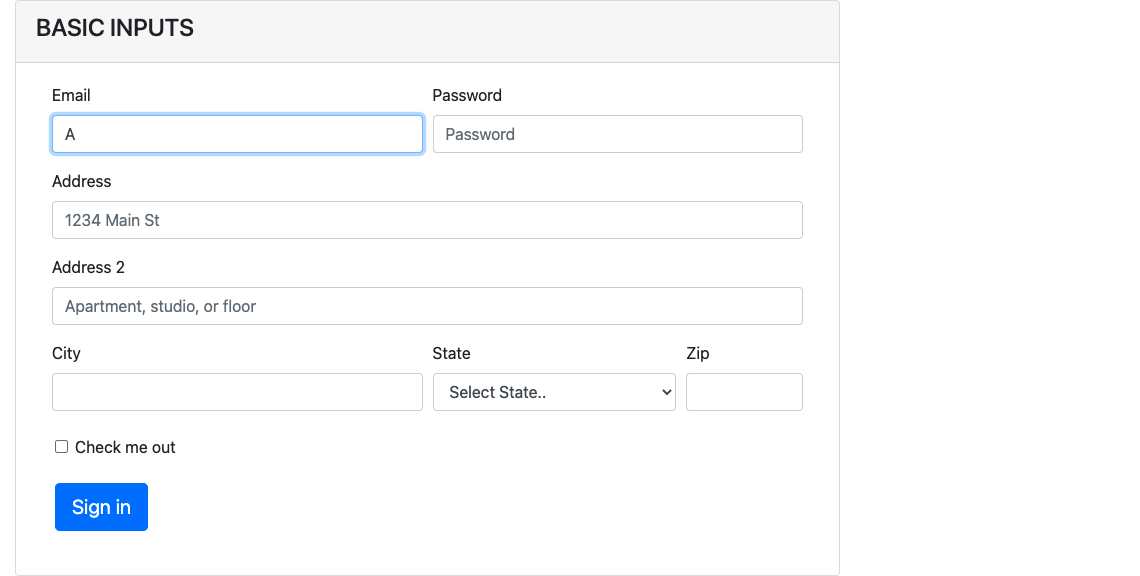 BASIC INPUTS
Email Password
A Password
Address
1234 Main St
Address 2
Apartment, studio, or floor
City State Zip
Select State..
Check me out
Sign in